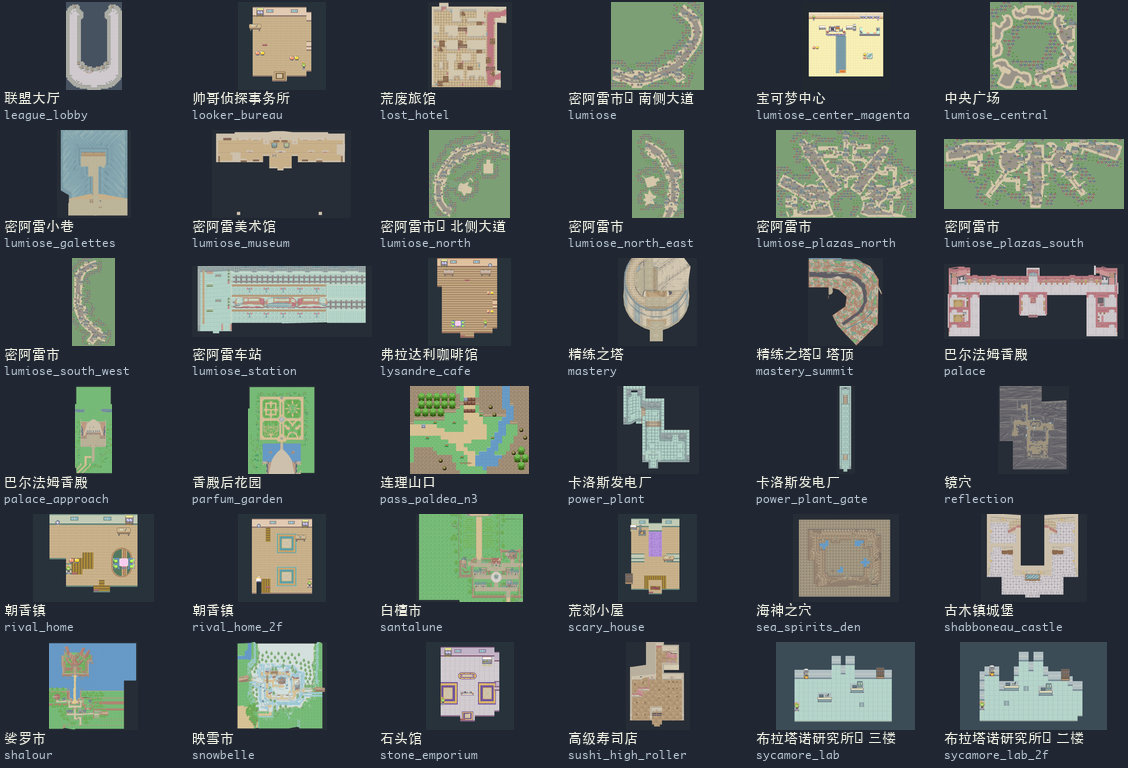 联盟大厅
league_lobby
帅哥侦探事务所
looker_bureau
荒废旅馆
lost_hotel
密阿雷市 南侧大道
lumiose
宝可梦中心
lumiose_center_magenta
中央广场
lumiose_central
密阿雷小巷
lumiose_galettes
密阿雷美术馆
lumiose_museum
密阿雷市 北侧大道
lumiose_north
密阿雷市
lumiose_north_east
密阿雷市
lumiose_plazas_north
密阿雷市
lumiose_plazas_south
密阿雷市
lumiose_south_west
密阿雷车站
lumiose_station
弗拉达利咖啡馆
lysandre_cafe
精练之塔
mastery
精练之塔 塔顶
mastery_summit
巴尔法姆香殿
palace
巴尔法姆香殿
palace_approach
香殿后花园
parfum_garden
连理山口
pass_paldea_n3
卡洛斯发电厂
power_plant
卡洛斯发电厂
power_plant_gate
镜穴
reflection
朝香镇
rival_home
朝香镇
rival_home_2f
白檀市
santalune
荒郊小屋
scary_house
海神之穴
sea_spirits_den
古木镇城堡
shabboneau_castle
娑罗市
shalour
映雪市
snowbelle
石头馆
stone_emporium
高级寿司店
sushi_high_roller
布拉塔诺研究所 三楼
sycamore_lab
布拉塔诺研究所 二楼
sycamore_lab_2f